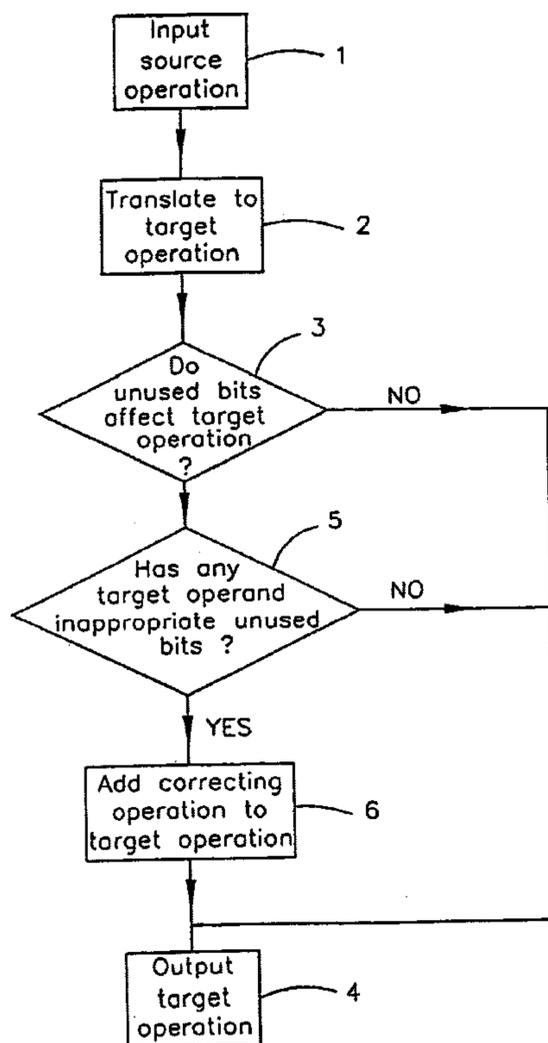 Input
source
operation
1
Translate to
target
operation
2
3
Do
unused bits
affect target
operation
?
NO
5
Has any
target operand
inappropriate unused
bits ?
NO
YES
Add correcting
operation to
target operation
6
Output
target
operation
4